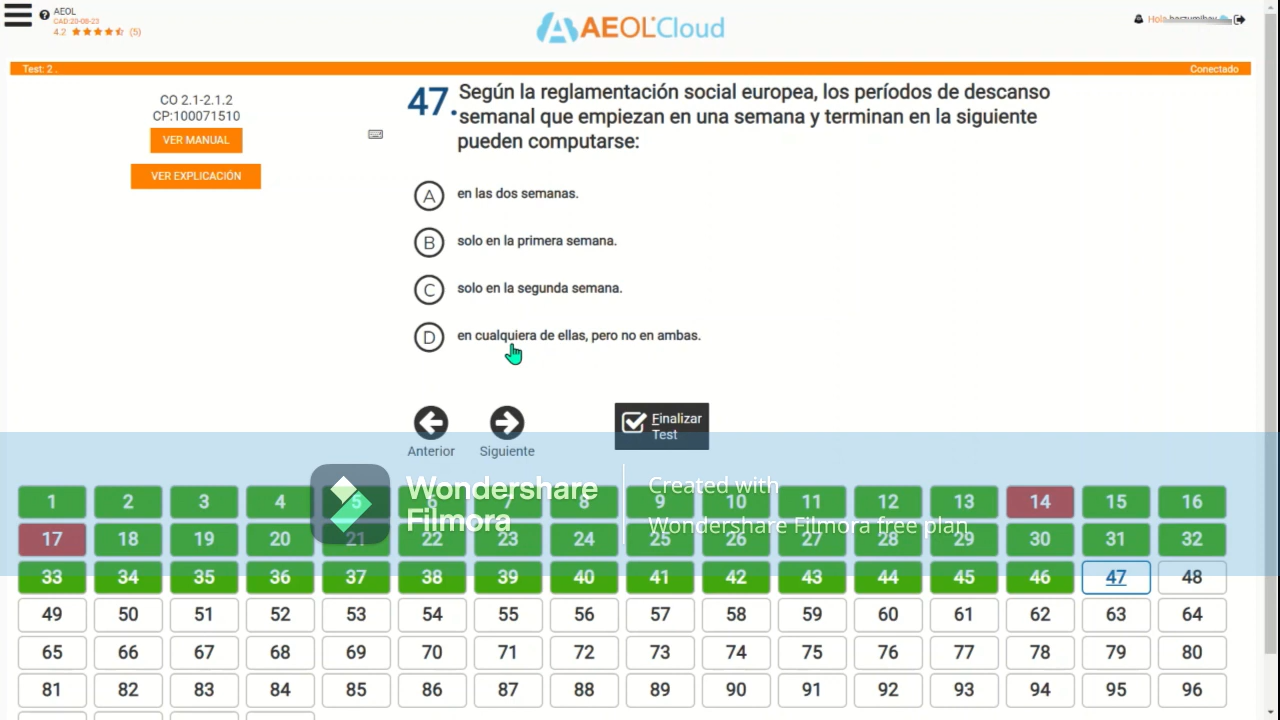 AEOL
CAD:20-08-23
4.2 (5)
AEOL Cloud
Hola
Test: 2 .
Conectado
CO 2.1-2.1.2
CP:100071510
VER MANUAL
VER EXPLICACIÓN
47. Según la reglamentación social europea, los períodos de descanso
semanal que empiezan en una semana y terminan en la siguiente
pueden computarse:
A en las dos semanas.
B solo en la primera semana.
C solo en la segunda semana.
D en cualquiera de ellas, pero no en ambas.
Anterior
Siguiente
Finalizar
Test
Wondershare
Filmora
Created with
Wondershare Filmora free plan
1 2 3 4 5 6 7 8 9 10 11 12 13 14 15 16
17 18 19 20 21 22 23 24 25 26 27 28 29 30 31 32
33 34 35 36 37 38 39 40 41 42 43 44 45 46 47 48
49 50 51 52 53 54 55 56 57 58 59 60 61 62 63 64
65 66 67 68 69 70 71 72 73 74 75 76 77 78 79 80
81 82 83 84 85 86 87 88 89 90 91 92 93 94 95 96